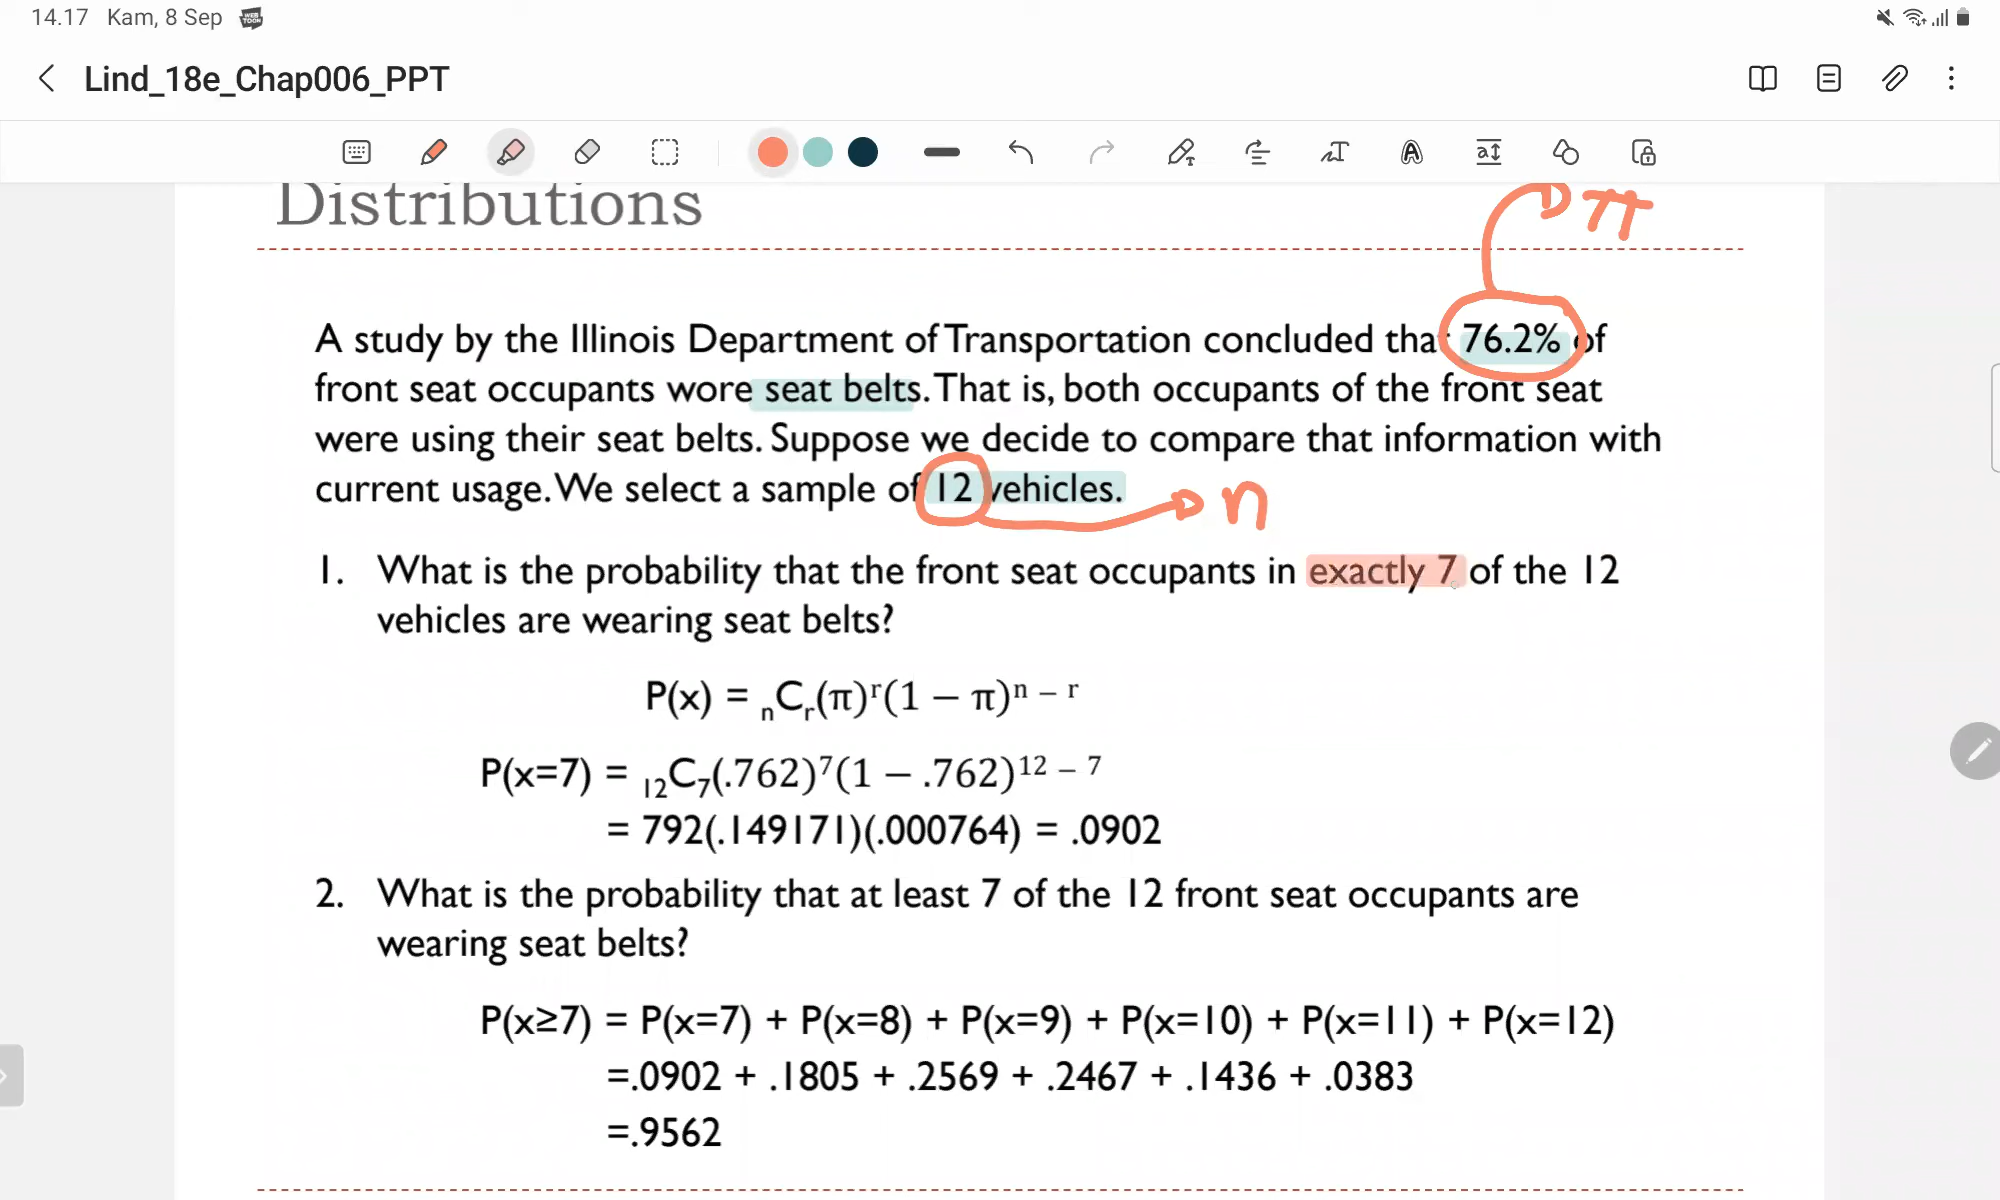 14.17 Kam, 8 Sep WEB TOON
Lind_18e_Chap006_PPT
Distributions
π
A study by the Illinois Department of Transportation concluded that 76.2% of
front seat occupants wore seat belts. That is, both occupants of the front seat
were using their seat belts. Suppose we decide to compare that information with
current usage. We select a sample of 12 vehicles.
n
1. What is the probability that the front seat occupants in exactly 7 of the 12
vehicles are wearing seat belts?
P(x) = ₙCᵣ(π)ʳ(1 – π)ⁿ ⁻ ʳ
P(x=7) = ₁₂C₇(.762)⁷(1 – .762)¹² ⁻ ⁷
= 792(.149171)(.000764) = .0902
2. What is the probability that at least 7 of the 12 front seat occupants are
wearing seat belts?
P(x≥7) = P(x=7) + P(x=8) + P(x=9) + P(x=10) + P(x=11) + P(x=12)
=.0902 + .1805 + .2569 + .2467 + .1436 + .0383
=.9562